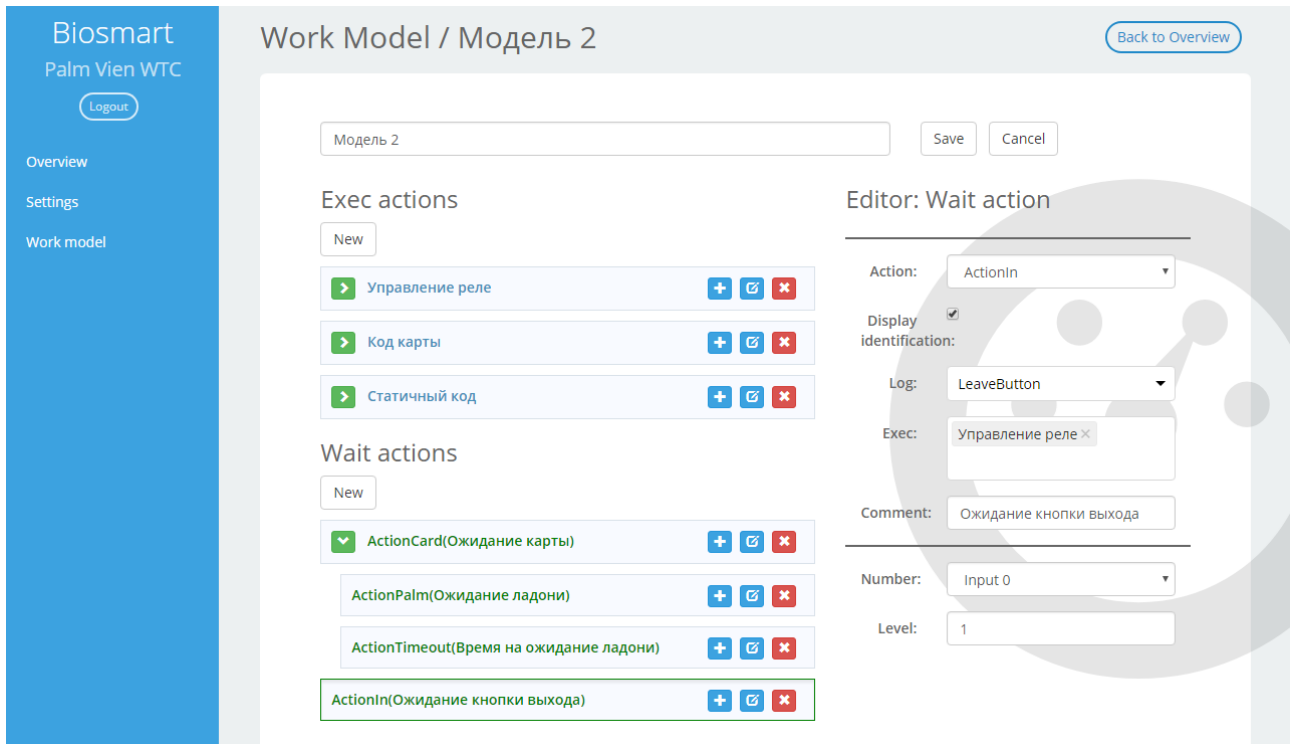 Biosmart
Palm Vien WTC
Logout
Overview
Settings
Work model
Work Model / Модель 2
Back to Overview
Модель 2
Save
Cancel
Exec actions
New
Управление реле
Код карты
Статичный код
Wait actions
New
ActionCard(Ожидание карты)
ActionPalm(Ожидание ладони)
ActionTimeout(Время на ожидание ладони)
ActionIn(Ожидание кнопки выхода)
Editor: Wait action
Action:
ActionIn
Display
identification:
Log:
LeaveButton
Exec:
Управление реле ×
Comment:
Ожидание кнопки выхода
Number:
Input 0
Level:
1